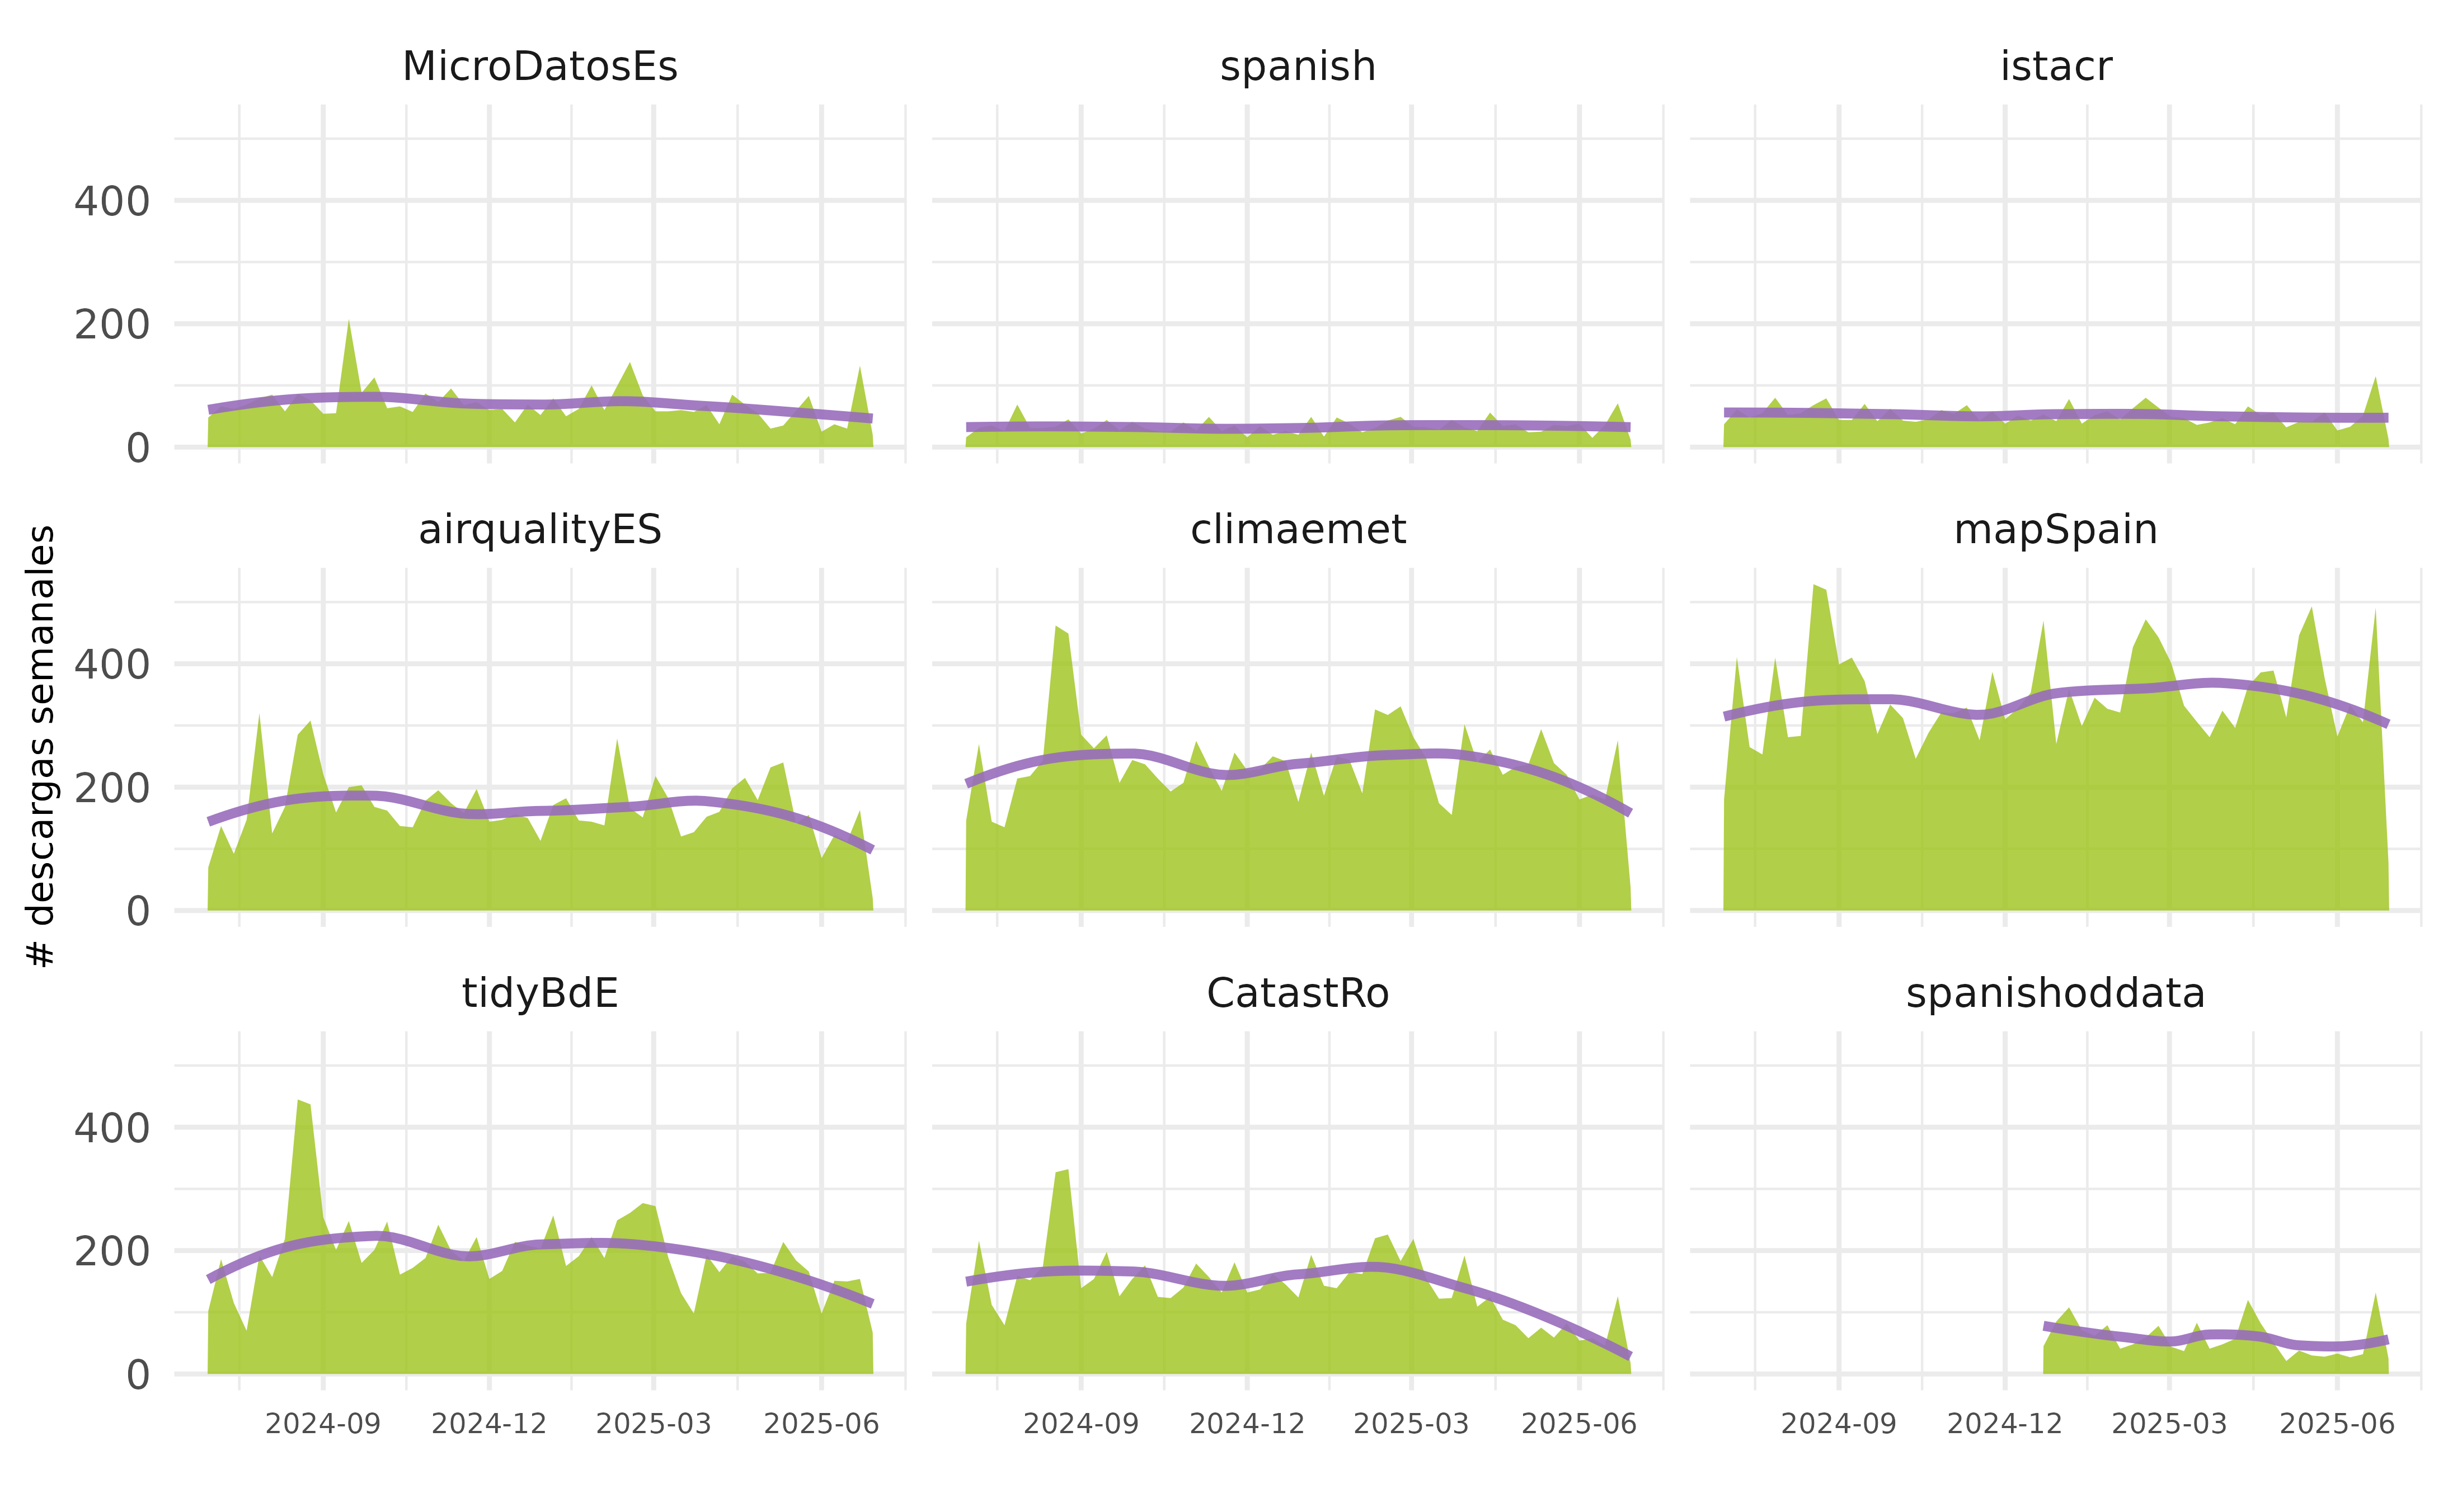 MicroDatosEs
spanish
istacr
400
200
0
airqualityES
climaemet
mapSpain
# descargas semanales
400
200
0
tidyBdE
CatastRo
spanishoddata
400
200
0
2024-09 2024-12 2025-03 2025-06
2024-09 2024-12 2025-03 2025-06
2024-09 2024-12 2025-03 2025-06